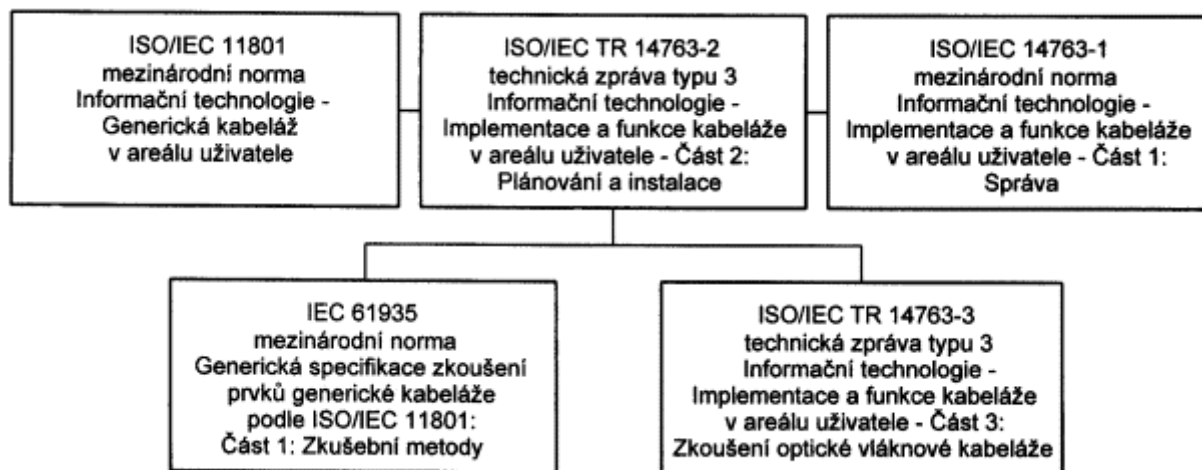 ISO/IEC 11801
mezinárodní norma
Informační technologie -
Generická kabeláž
v areálu uživatele
ISO/IEC TR 14763-2
technická zpráva typu 3
Informační technologie -
Implementace a funkce kabeláže
v areálu uživatele - Část 2:
Plánování a instalace
ISO/IEC 14763-1
mezinárodní norma
Informační technologie -
Implementace a funkce kabeláže
v areálu uživatele - Část 1:
Správa
IEC 61935
mezinárodní norma
Generická specifikace zkoušení
prvků generické kabeláže
podle ISO/IEC 11801:
Část 1: Zkušební metody
ISO/IEC TR 14763-3
technická zpráva typu 3
Informační technologie -
Implementace a funkce kabeláže
v areálu uživatele - Část 3:
Zkoušení optické vláknové kabeláže